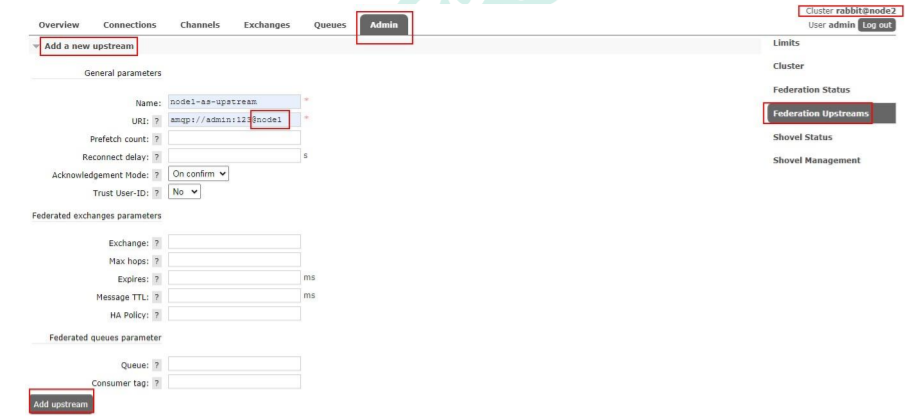 Cluster rabbit@node2
Overview Connections Channels Exchanges Queues Admin
User admin Log out
Add a new upstream
Limits
General parameters
Cluster
Federation Status
Name: node1-as-upstream *
URI: ? amqp://admin:123@node1 *
Federation Upstreams
Prefetch count: ?
Shovel Status
Reconnect delay: ? s
Shovel Management
Acknowledgement Mode: ? On confirm
Trust User-ID: ? No
Federated exchanges parameters
Exchange: ?
Max hops: ?
Expires: ? ms
Message TTL: ? ms
HA Policy: ?
Federated queues parameter
Queue: ?
Consumer tag: ?
Add upstream